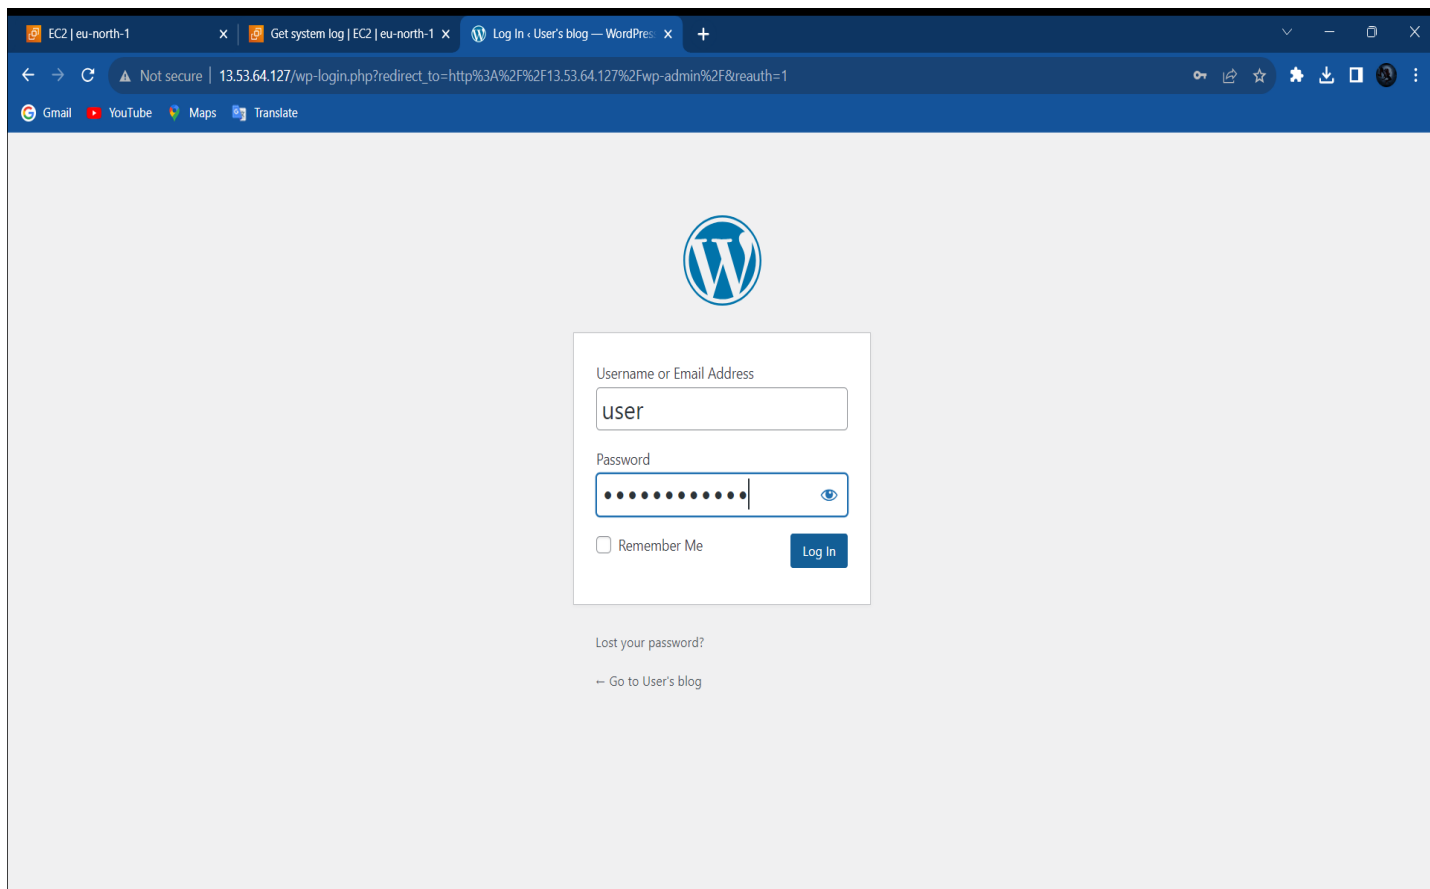 EC2 | eu-north-1
Get system log | EC2 | eu-north-1
Log In ‹ User's blog — WordPres
Not secure | 13.53.64.127/wp-login.php?redirect_to=http%3A%2F%2F13.53.64.127%2Fwp-admin%2F&reauth=1
Gmail YouTube Maps Translate
Username or Email Address
user
Password
Remember Me
Log In
Lost your password?
← Go to User's blog